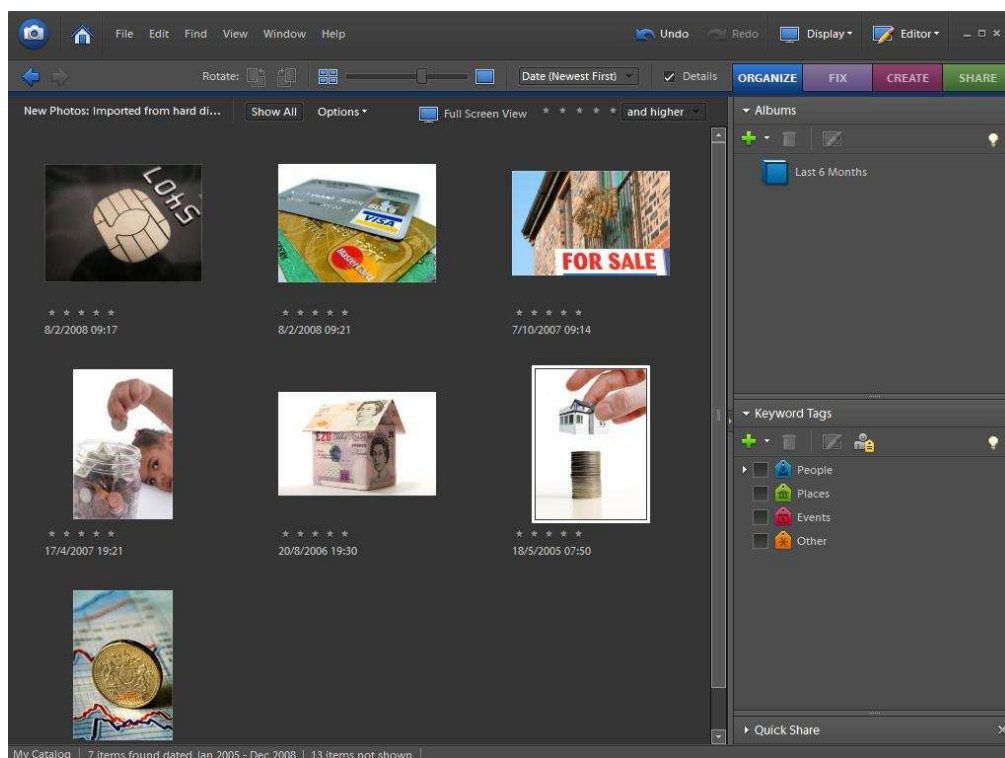 File Edit Find View Window Help Undo Redo Display Editor
Rotate: Date (Newest First) Details ORGANIZE FIX CREATE SHARE
New Photos: Imported from hard di... Show All Options Full Screen View and higher
Albums
Last 6 Months
5401
VISA
MasterCard
FOR SALE
8/2/2008 09:17
8/2/2008 09:21
7/10/2007 09:14
£20
17/4/2007 19:21
20/8/2006 19:30
18/5/2005 07:50
Keyword Tags
People
Places
Events
Other
Quick Share
My Catalog 7 items found dated Jan 2005 - Dec 2008 13 items not shown